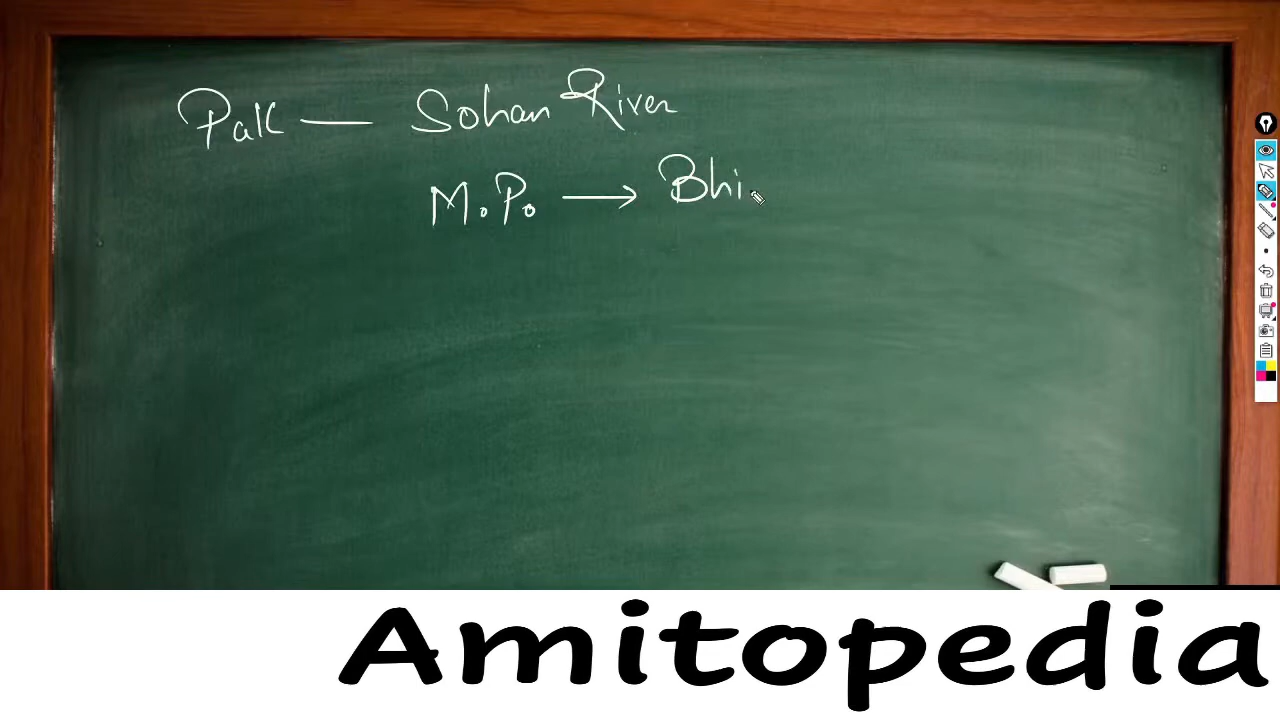 Pak — Sohan River
M.P. → Bhi
Amitopedia